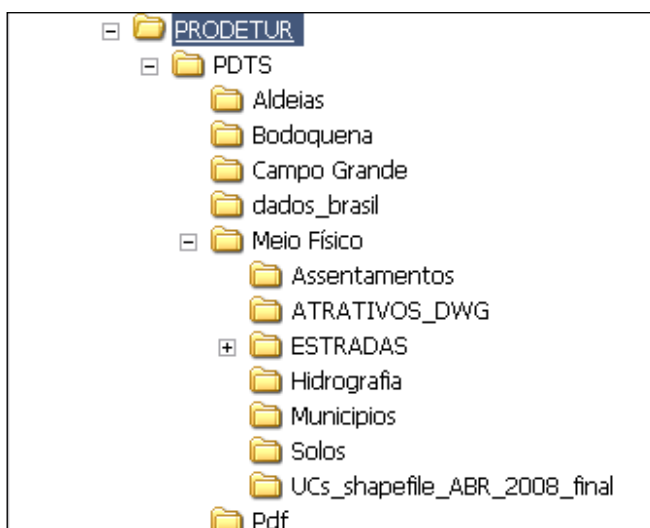 PRODETUR
PDTS
Aldeias
Bodoquena
Campo Grande
dados_brasil
Meio Físico
Assentamentos
ATRATIVOS_DWG
ESTRADAS
Hidrografia
Municipios
Solos
UCs_shapefile_ABR_2008_final
Pdf